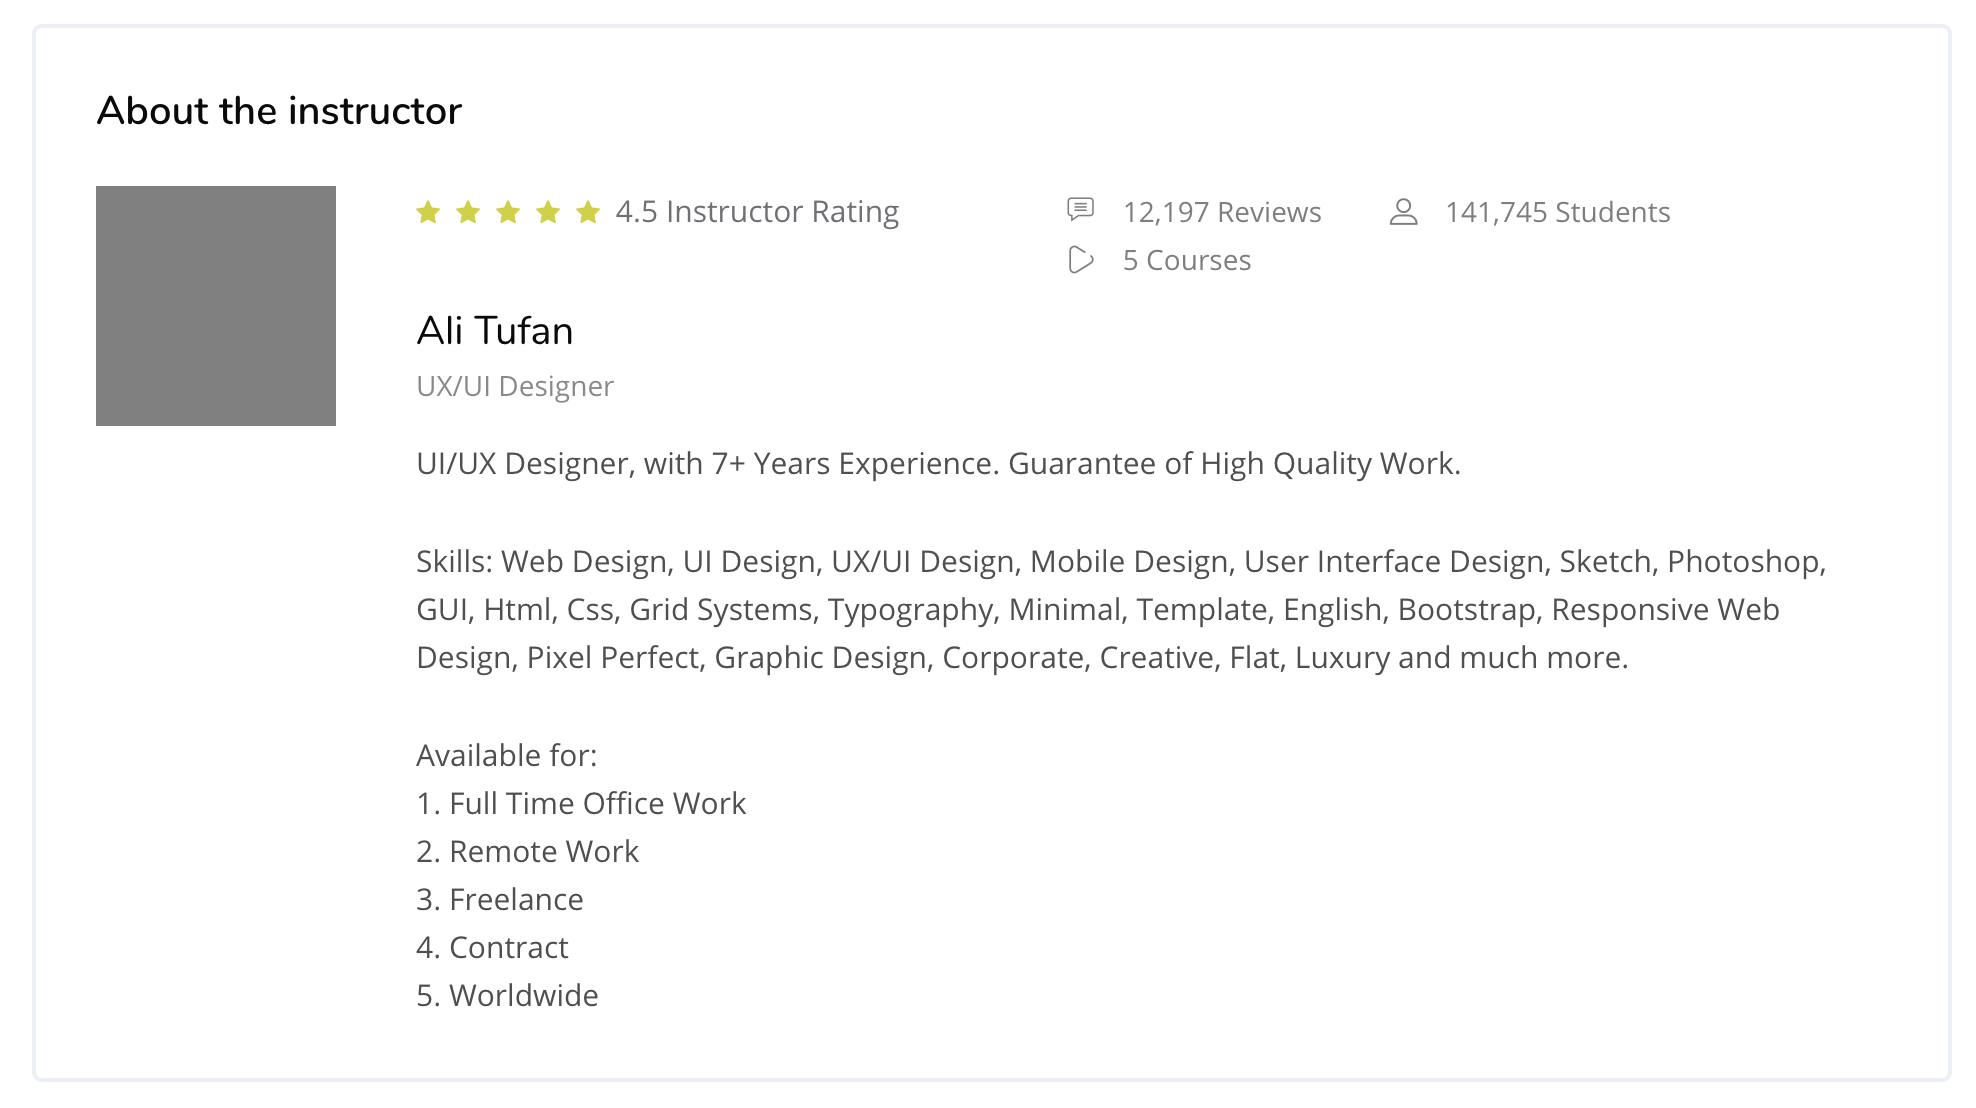 About the instructor
4.5 Instructor Rating
12,197 Reviews
141,745 Students
5 Courses
Ali Tufan
UX/UI Designer
UI/UX Designer, with 7+ Years Experience. Guarantee of High Quality Work.
Skills: Web Design, UI Design, UX/UI Design, Mobile Design, User Interface Design, Sketch, Photoshop,
GUI, Html, Css, Grid Systems, Typography, Minimal, Template, English, Bootstrap, Responsive Web
Design, Pixel Perfect, Graphic Design, Corporate, Creative, Flat, Luxury and much more.
Available for:
1. Full Time Office Work
2. Remote Work
3. Freelance
4. Contract
5. Worldwide